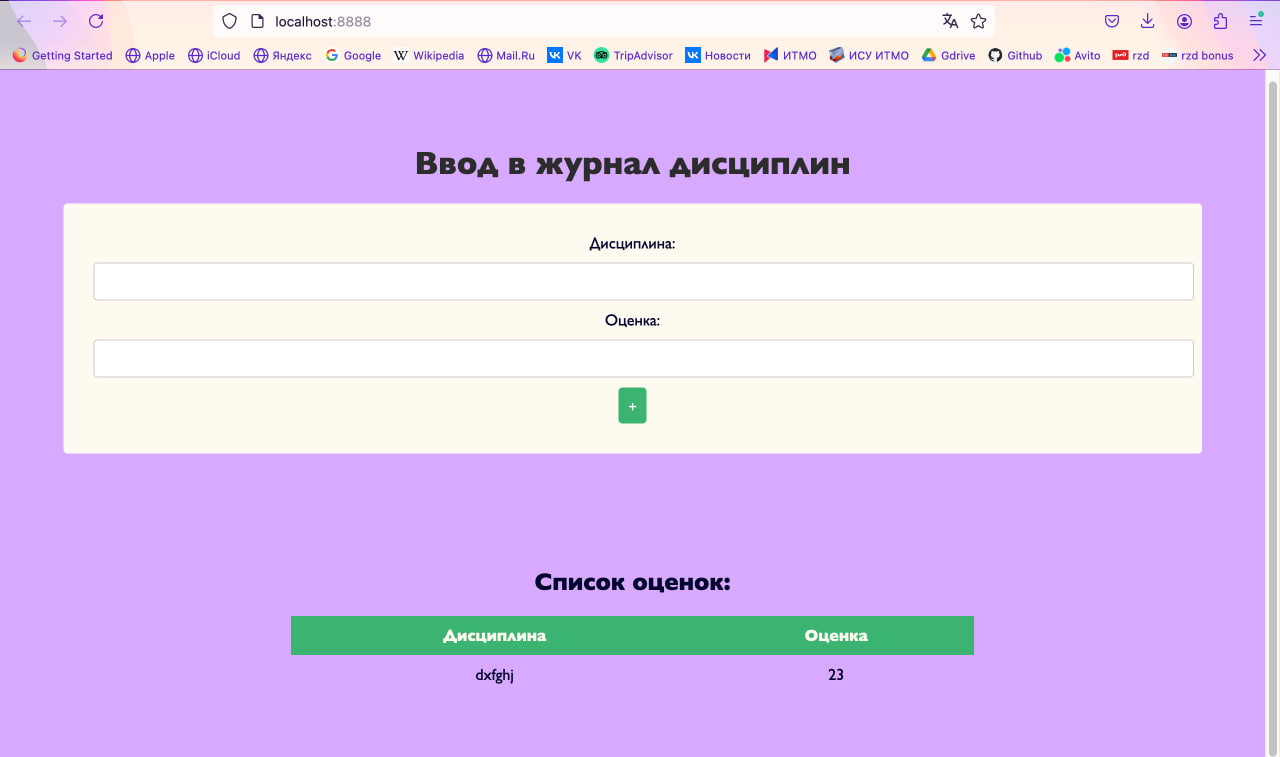 localhost:8888
Getting Started Apple iCloud Яндекс Google Wikipedia Mail.Ru VK TripAdvisor Новости ИТМО ИСУ ИТМО Gdrive Github Avito rzd rzd bonus
Ввод в журнал дисциплин
Дисциплина:
Оценка:
+
Список оценок:
Дисциплина Оценка
dxfghj 23